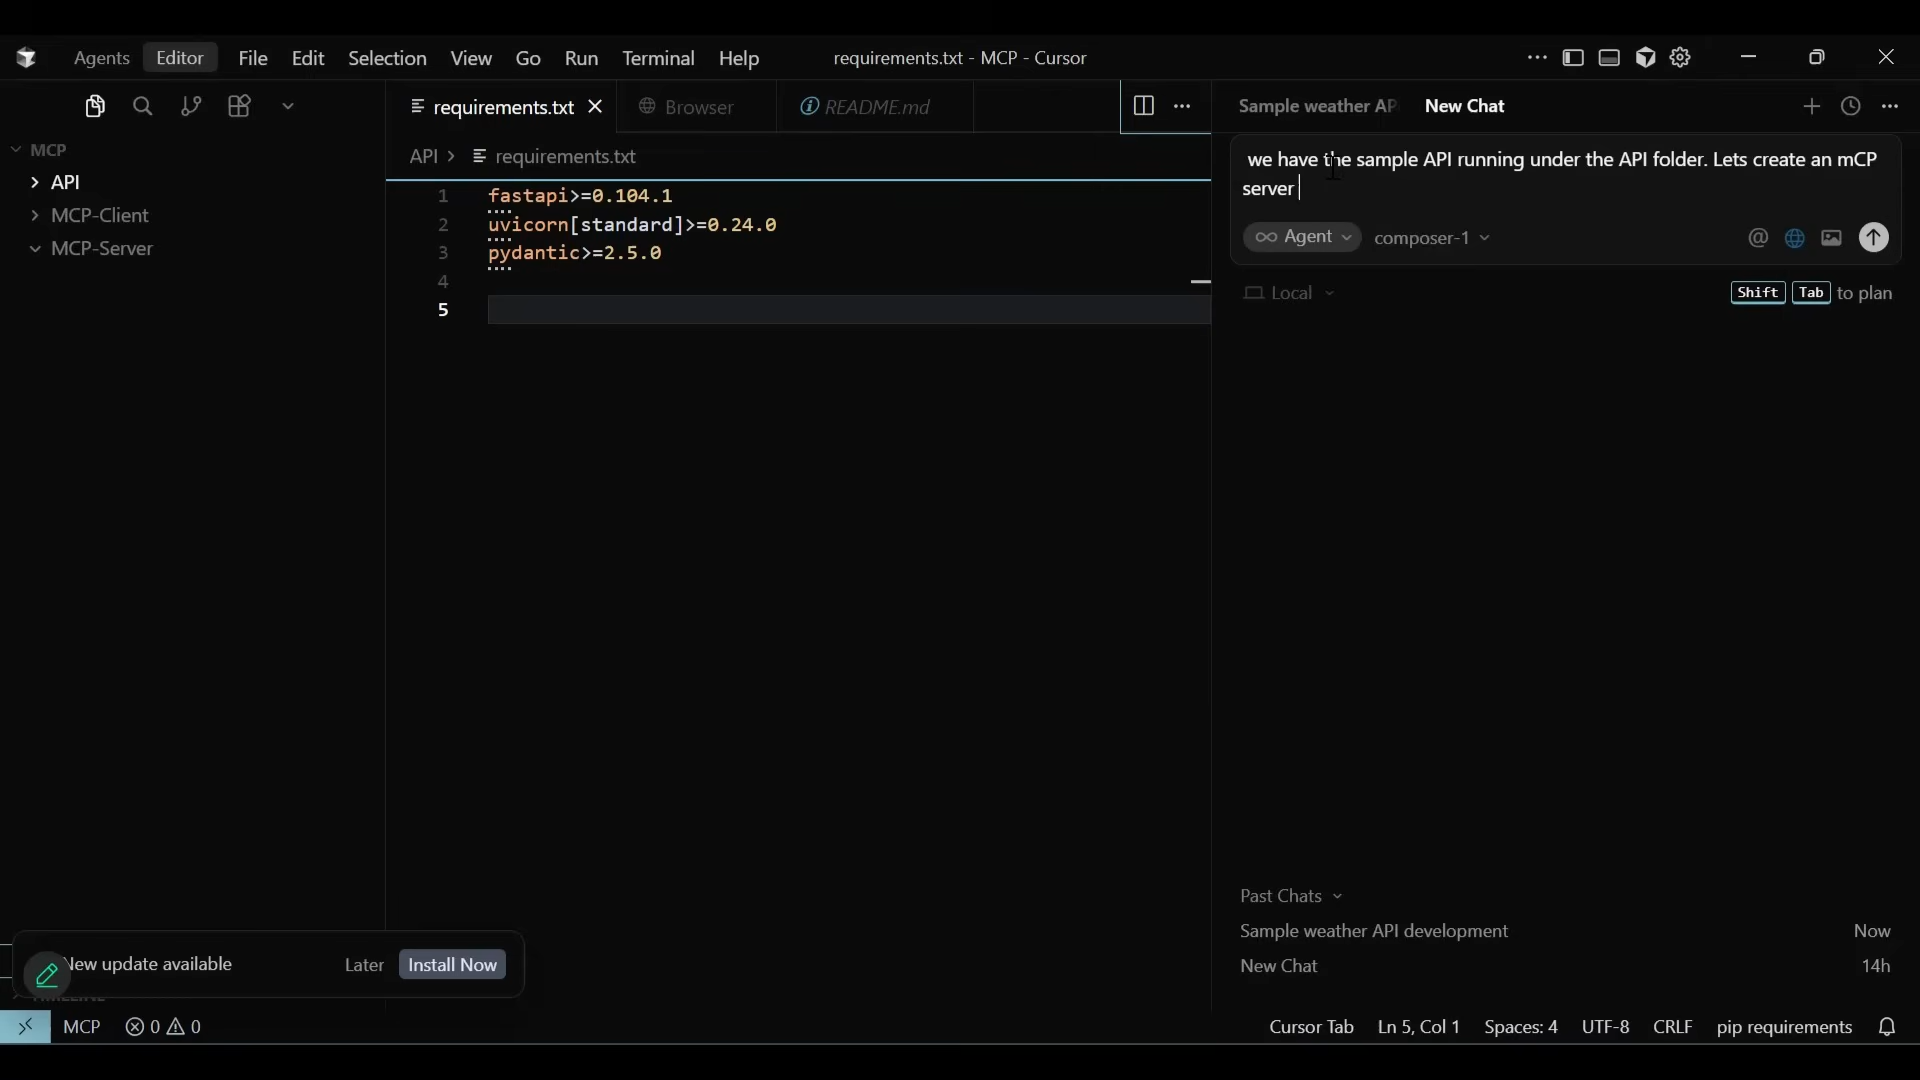 Agents Editor File Edit Selection View Go Run Terminal Help requirements.txt - MCP - Cursor
requirements.txt Browser README.md
Sample weather AP New Chat
MCP
API
MCP-Client
MCP-Server
API > requirements.txt
1 fastapi>=0.104.1
2 uvicorn[standard]>=0.24.0
3 pydantic>=2.5.0
4
5
we have the sample API running under the API folder. Lets create an mCP
server
Agent composer-1
Local Shift Tab to plan
Past Chats
Sample weather API development Now
New Chat 14h
New update available Later Install Now
MCP 0 0 Cursor Tab Ln 5, Col 1 Spaces: 4 UTF-8 CRLF pip requirements